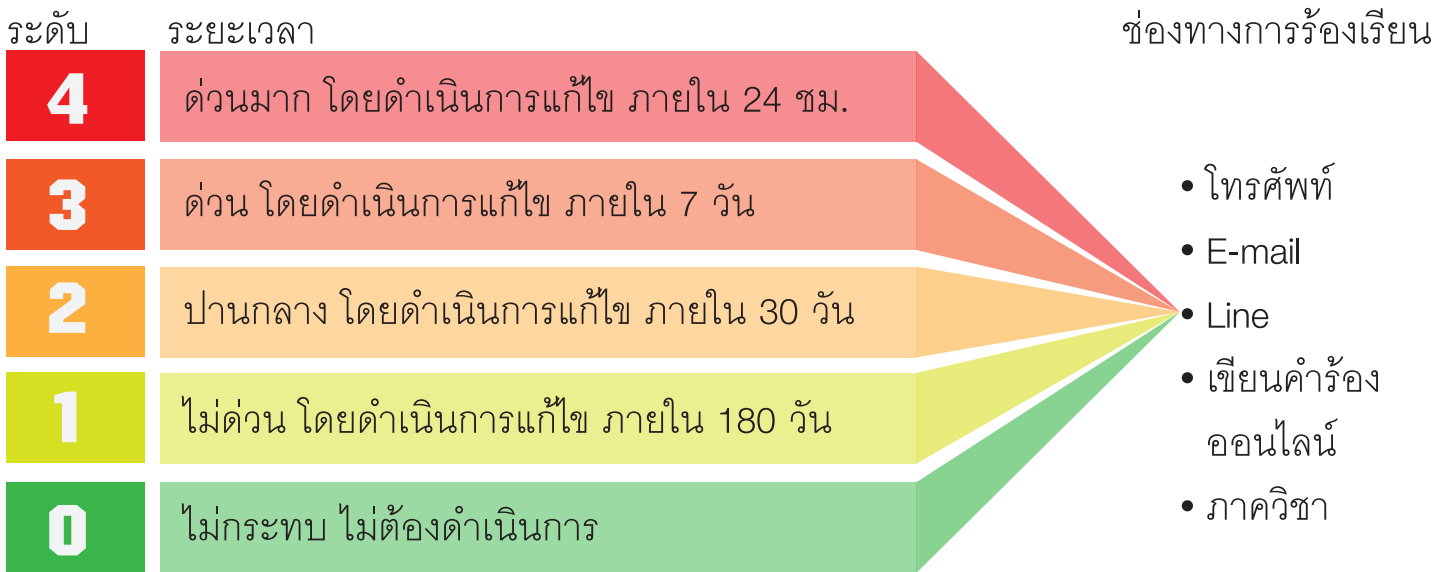 ระดับ ระยะเวลา ช่องทางการร้องเรียน
4 ด่วนมาก โดยดำเนินการแก้ไข ภายใน 24 ชม.
3 ด่วน โดยดำเนินการแก้ไข ภายใน 7 วัน
2 ปานกลาง โดยดำเนินการแก้ไข ภายใน 30 วัน
1 ไม่ด่วน โดยดำเนินการแก้ไข ภายใน 180 วัน
0 ไม่กระทบ ไม่ต้องดำเนินการ
• โทรศัพท์
• E-mail
• Line
• เขียนคำร้อง
ออนไลน์
• ภาควิชา